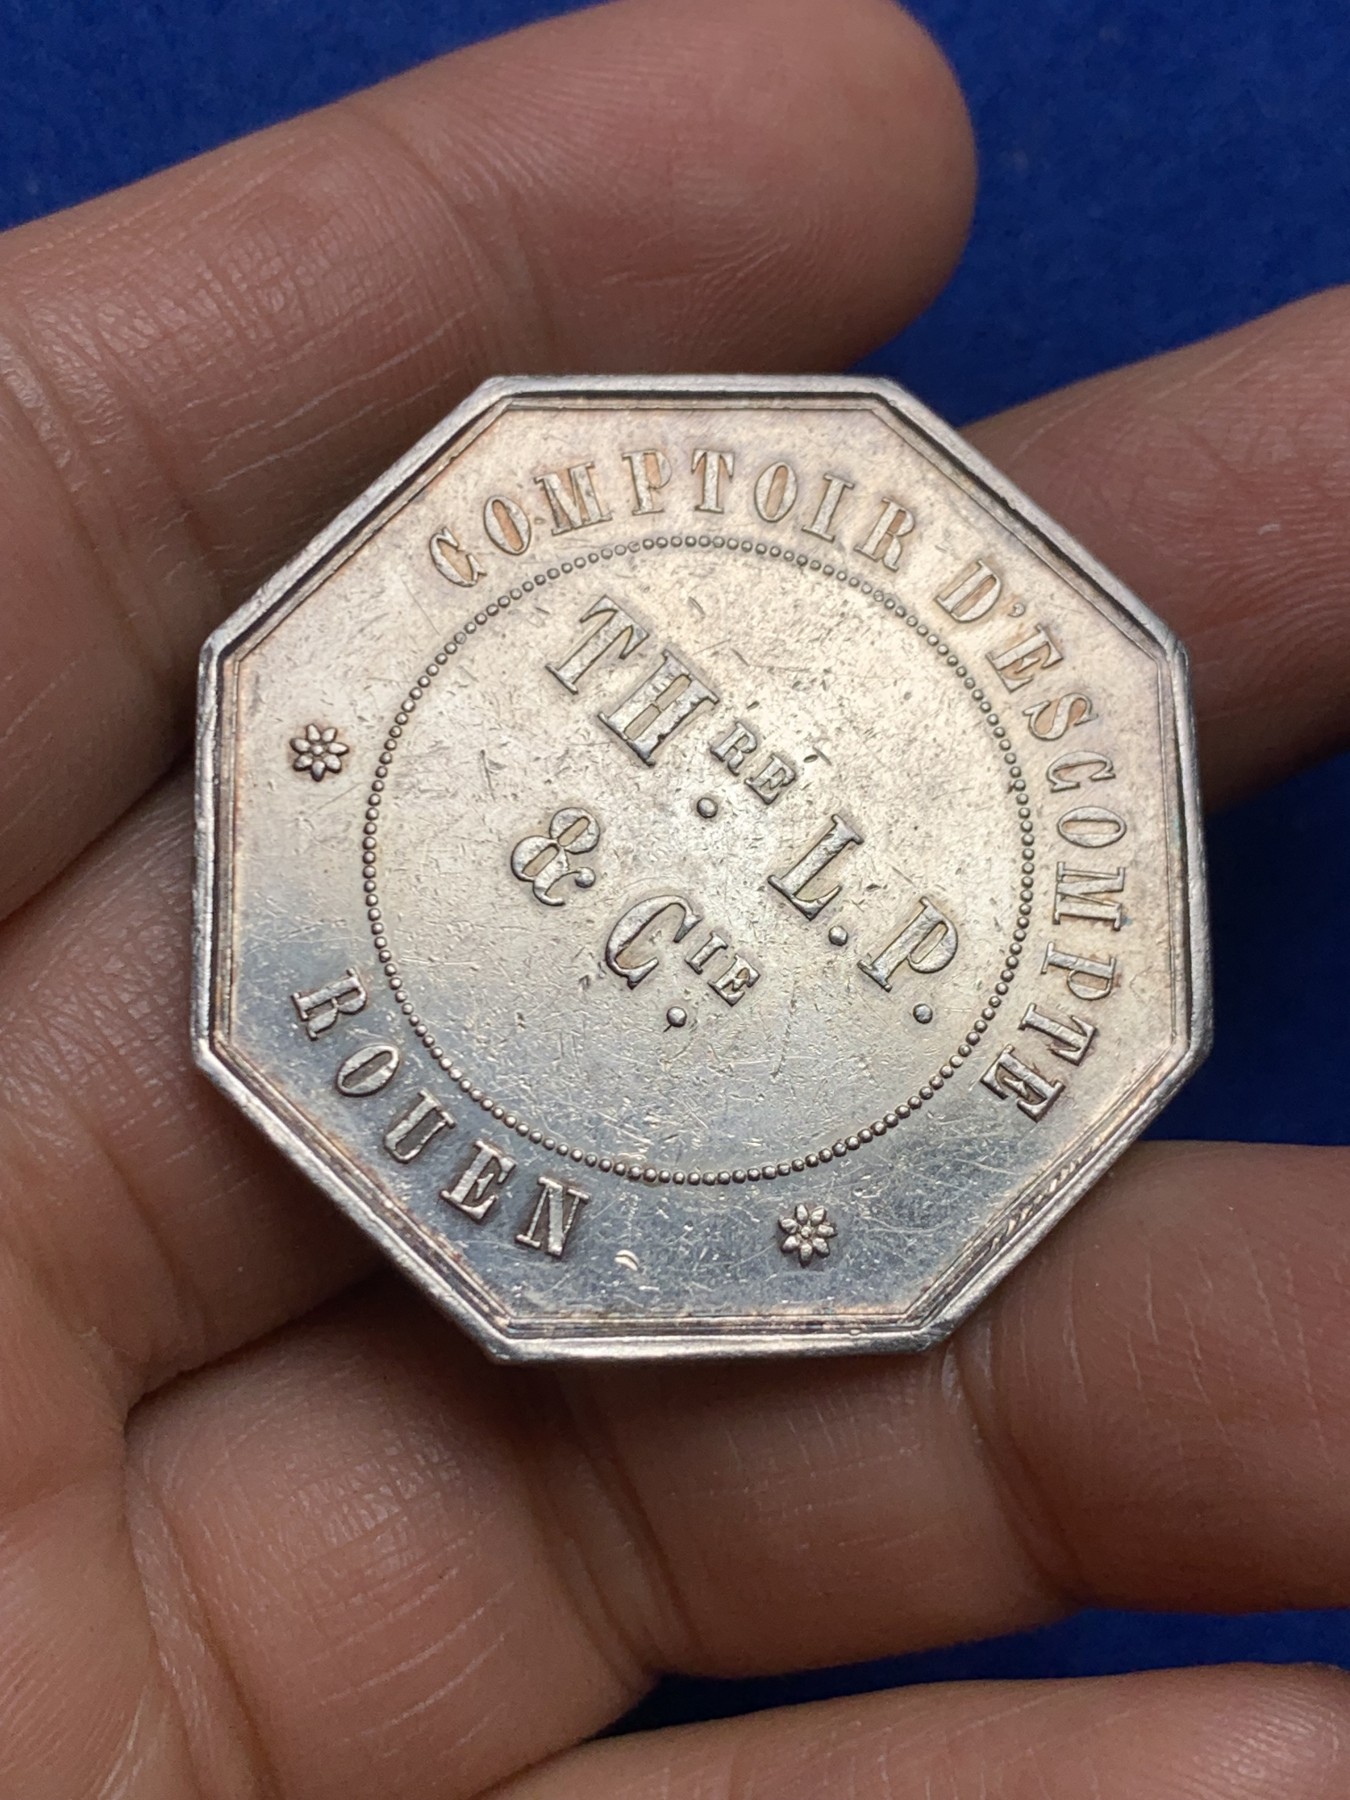 COMPTOIR D'ESCOMPTE
TH.RE L. P.
& C.IE
ROUEN